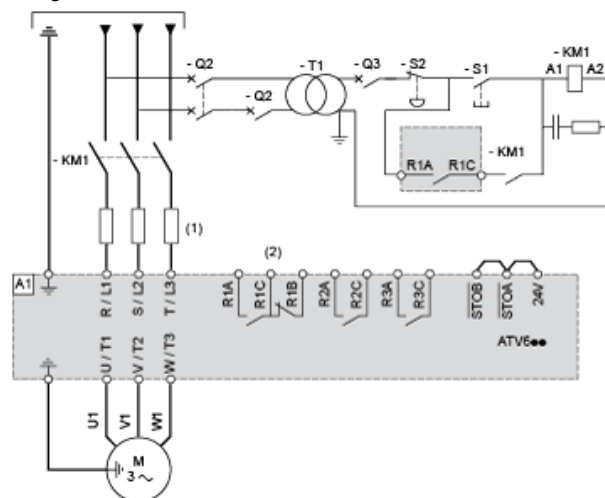 - Q2
- T1
- Q3
- S2
- S1
- KM1
A1
A2
- Q2
- KM1
R1A
R1C
- KM1
(1)
(2)
A1
R / L1
S / L2
T / L3
R1A
R1C
R1B
R2A
R2C
R3A
R3C
STOB
STOA
24V
ATV6●●
U / T1
V / T2
W / T3
U1
V1
W1
M
3 ~